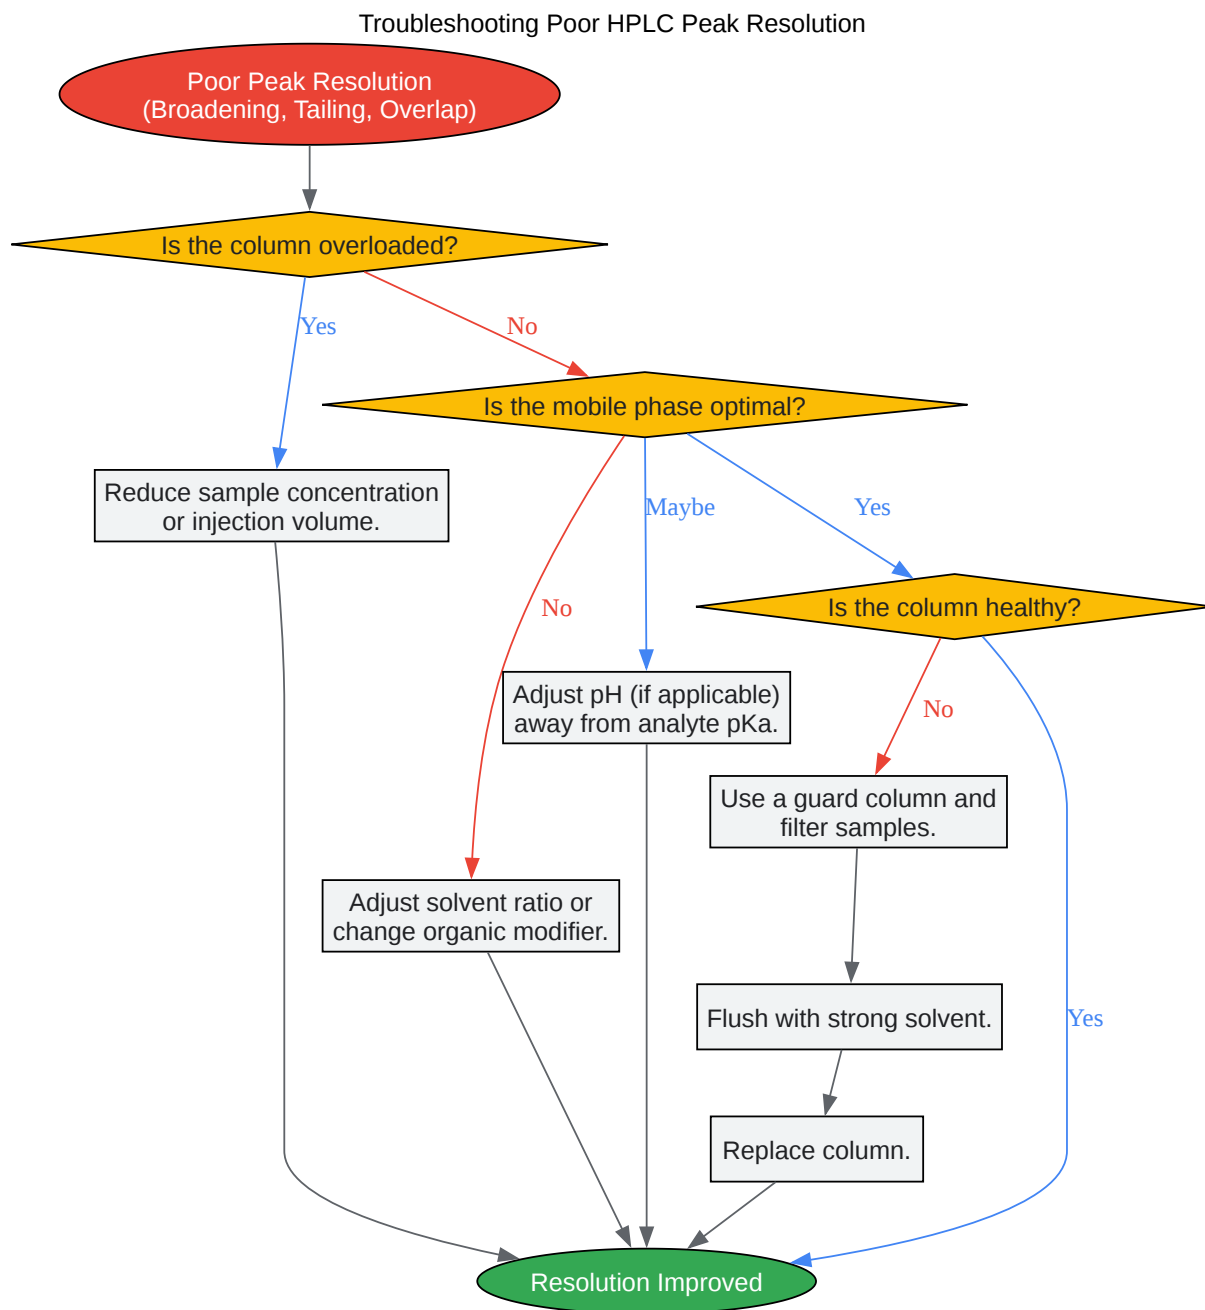 Troubleshooting Poor HPLC Peak Resolution
Poor Peak Resolution
(Broadening, Tailing, Overlap)
Is the column overloaded?
Yes
No
Is the mobile phase optimal?
Reduce sample concentration
or injection volume.
Maybe
Yes
No
Is the column healthy?
Adjust pH (if applicable)
away from analyte pKa.
No
Use a guard column and
filter samples.
Adjust solvent ratio or
change organic modifier.
Flush with strong solvent.
Yes
Replace column.
Resolution Improved